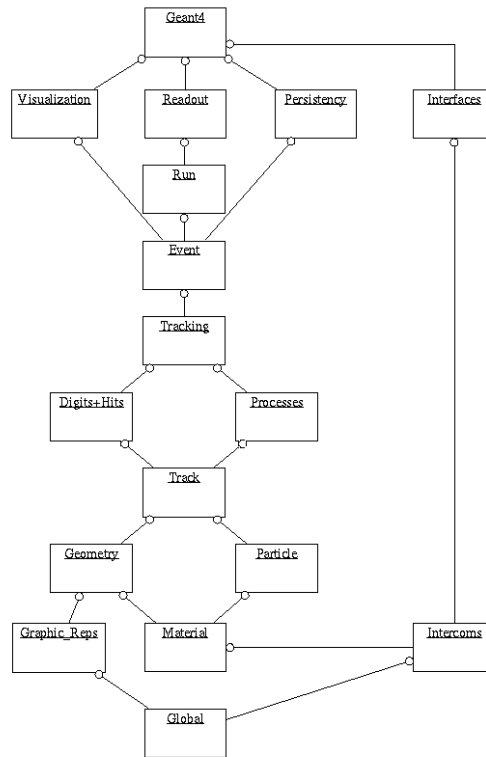 Geant4
Visualization
Readout
Persistency
Interfaces
Run
Event
Tracking
Digits+Hits
Processes
Track
Geometry
Particle
Graphic_Reps
Material
Intercoms
Global